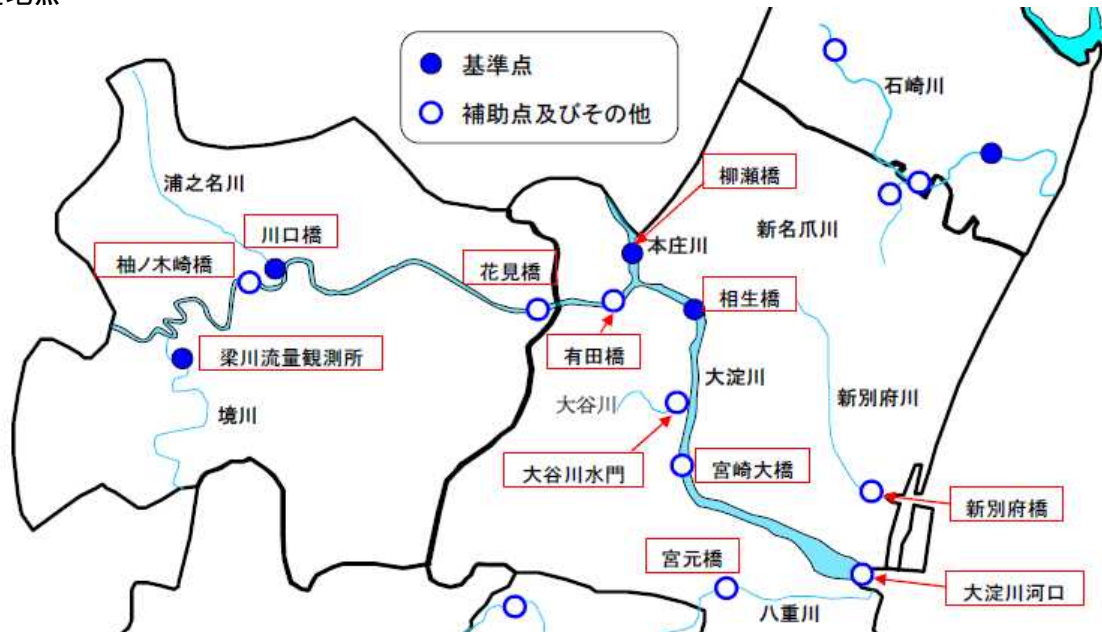 基準点
補助点及びその他
石崎川
柳瀬橋
浦之名川
新名爪川
川口橋
本庄川
柚ノ木崎橋
花見橋
相生橋
有田橋
梁川流量観測所
大淀川
新別府川
大谷川
境川
大谷川水門
宮崎大橋
新別府橋
宮元橋
大淀川河口
八重川